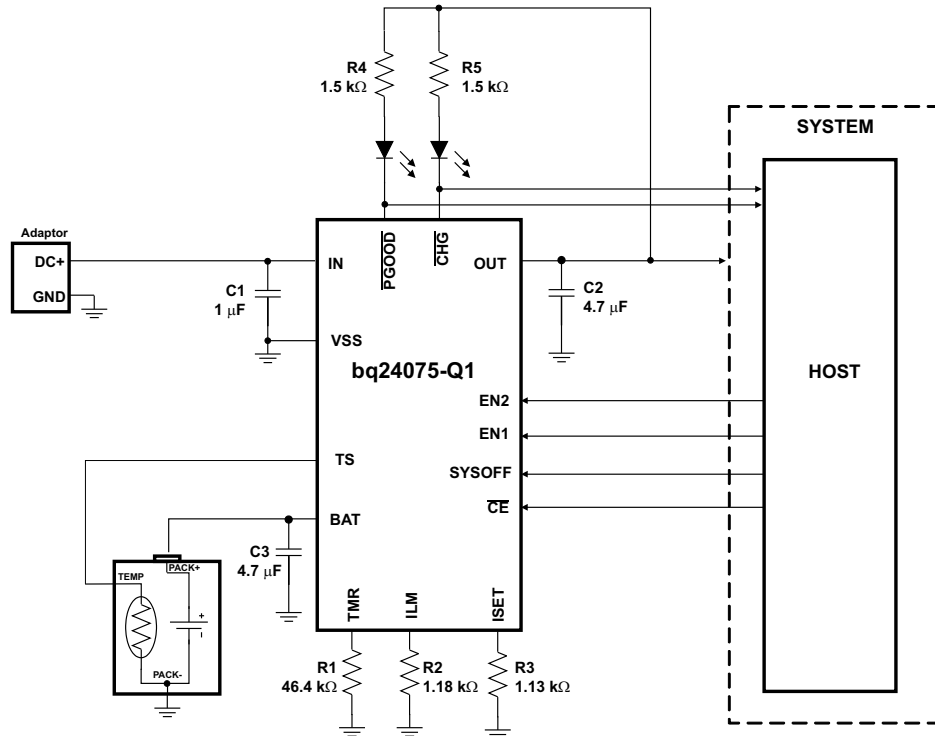 R4
1.5 kΩ
R5
1.5 kΩ
SYSTEM
Adaptor
DC+
GND
IN
PGOOD
CHG
OUT
C1
1 μF
C2
4.7 μF
VSS
bq24075-Q1
HOST
EN2
EN1
TS
SYSOFF
CE
BAT
C3
4.7 μF
TEMP
PACK+
+
–
PACK-
TMR
ILM
ISET
R1
46.4 kΩ
R2
1.18 kΩ
R3
1.13 kΩ